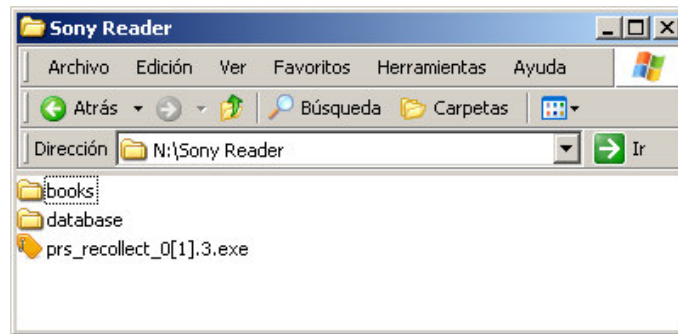 Sony Reader
Archivo Edición Ver Favoritos Herramientas Ayuda
Atrás Búsqueda Carpetas
Dirección N:\Sony Reader Ir
books
database
prs_recollect_0[1].3.exe